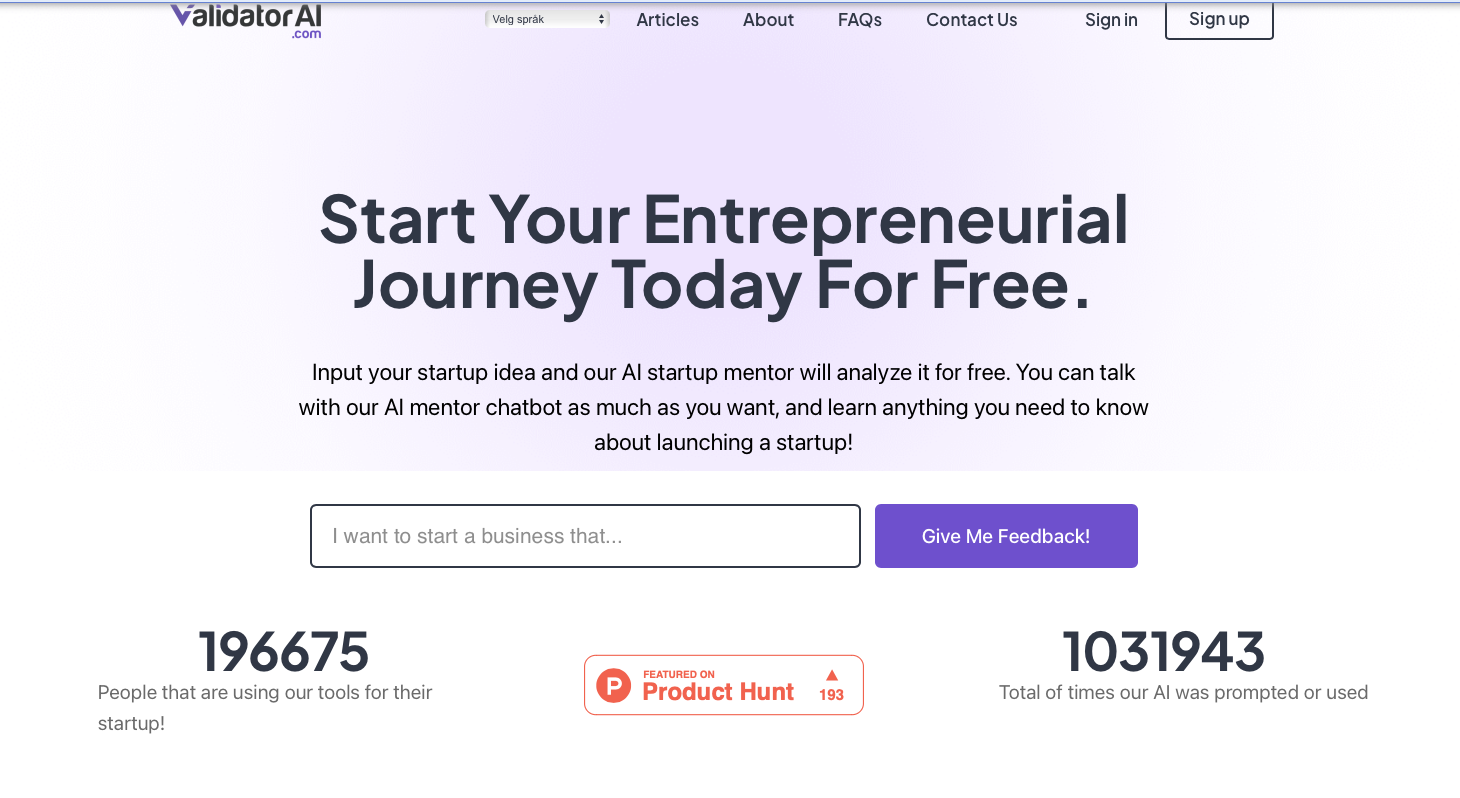 ValidatorAI
.com
Velg språk
Articles
About
FAQs
Contact Us
Sign in
Sign up
Start Your Entrepreneurial
Journey Today For Free.
Input your startup idea and our AI startup mentor will analyze it for free. You can talk
with our AI mentor chatbot as much as you want, and learn anything you need to know
about launching a startup!
I want to start a business that...
Give Me Feedback!
196675
People that are using our tools for their
startup!
P
FEATURED ON
Product Hunt
193
1031943
Total of times our AI was prompted or used